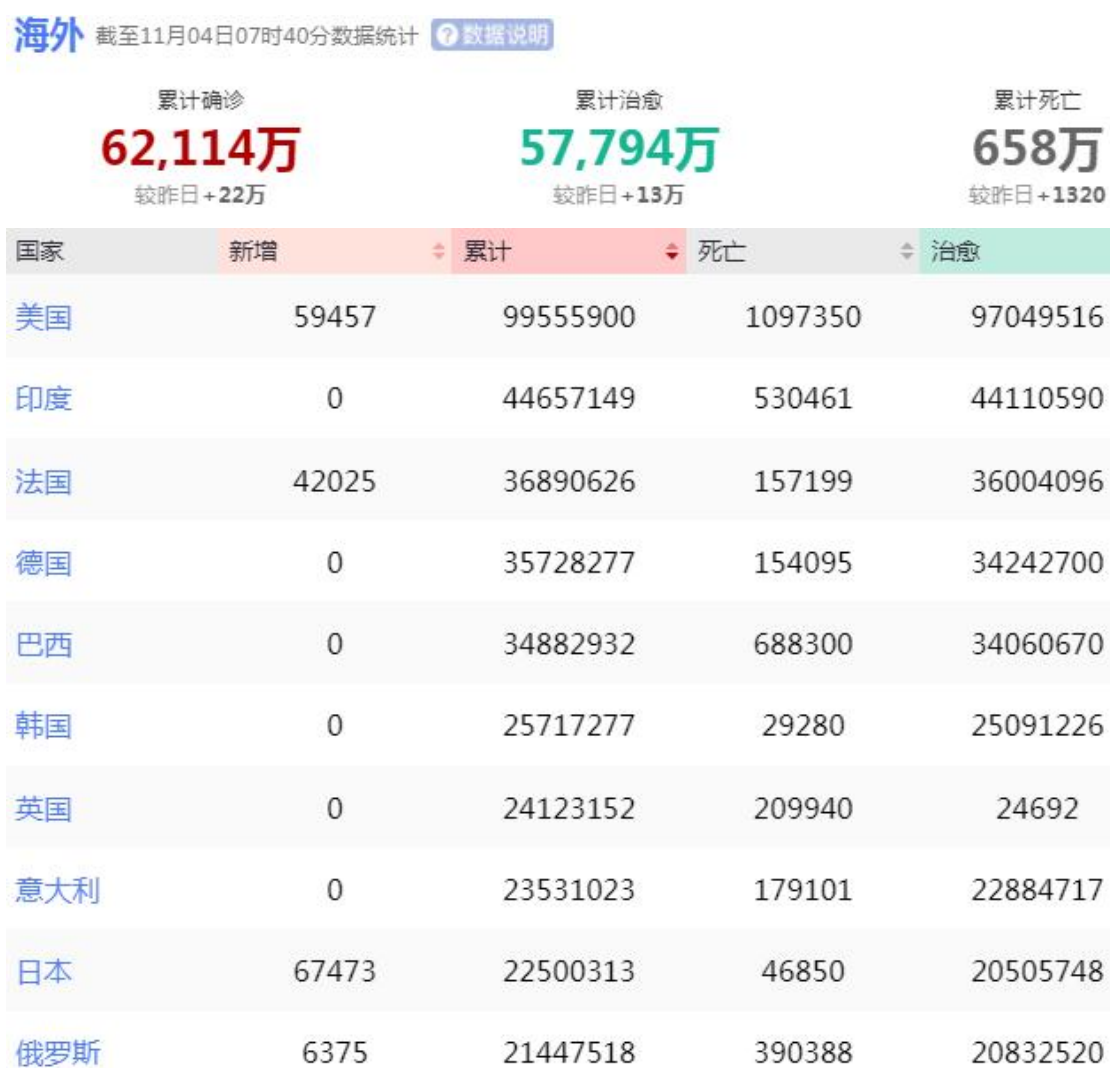 海外 截至11月04日07时40分数据统计 ? 数据说明
累计确诊 累计治愈 累计死亡
62,114万 57,794万 658万
较昨日+22万 较昨日+13万 较昨日+1320
国家 新增 累计 死亡 治愈
美国 59457 99555900 1097350 97049516
印度 0 44657149 530461 44110590
法国 42025 36890626 157199 36004096
德国 0 35728277 154095 34242700
巴西 0 34882932 688300 34060670
韩国 0 25717277 29280 25091226
英国 0 24123152 209940 24692
意大利 0 23531023 179101 22884717
日本 67473 22500313 46850 20505748
俄罗斯 6375 21447518 390388 20832520